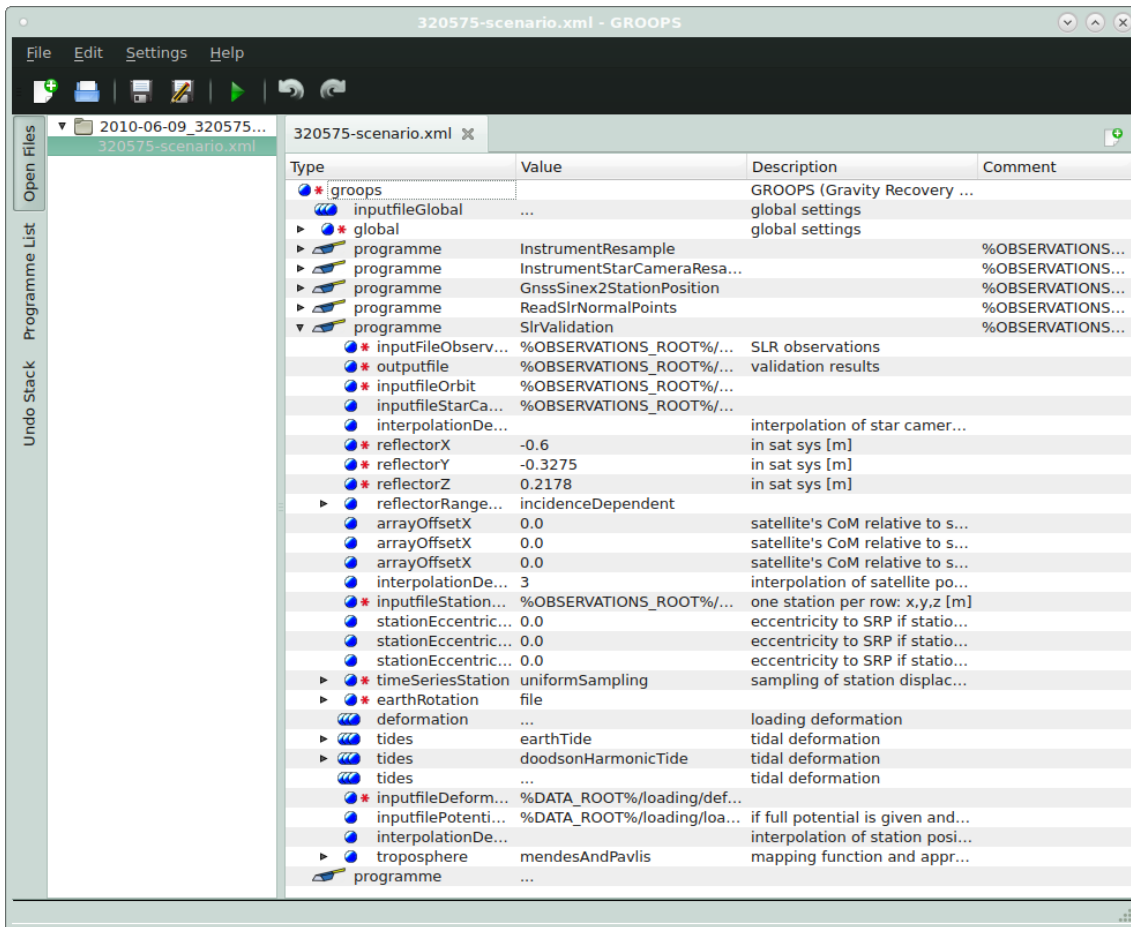 320575-scenario.xml - GROOPS
File Edit Settings Help
Open Files
Programme List
Undo Stack
2010-06-09_320575...
320575-scenario.xml
320575-scenario.xml
Type Value Description Comment
* groops GROOPS (Gravity Recovery ...
inputfileGlobal ... global settings
* global global settings
programme InstrumentResample %OBSERVATIONS...
programme InstrumentStarCameraResa... %OBSERVATIONS...
programme GnssSinex2StationPosition %OBSERVATIONS...
programme ReadSlrNormalPoints %OBSERVATIONS...
programme SlrValidation %OBSERVATIONS...
* inputFileObserv... %OBSERVATIONS_ROOT%/... SLR observations
* outputfile %OBSERVATIONS_ROOT%/... validation results
* inputfileOrbit %OBSERVATIONS_ROOT%/...
inputfileStarCa... %OBSERVATIONS_ROOT%/...
interpolationDe... interpolation of star camer...
* reflectorX -0.6 in sat sys [m]
* reflectorY -0.3275 in sat sys [m]
* reflectorZ 0.2178 in sat sys [m]
reflectorRange... incidenceDependent
arrayOffsetX 0.0 satellite's CoM relative to s...
arrayOffsetX 0.0 satellite's CoM relative to s...
arrayOffsetX 0.0 satellite's CoM relative to s...
interpolationDe... 3 interpolation of satellite po...
* inputfileStation... %OBSERVATIONS_ROOT%/... one station per row: x,y,z [m]
stationEccentric... 0.0 eccentricity to SRP if statio...
stationEccentric... 0.0 eccentricity to SRP if statio...
stationEccentric... 0.0 eccentricity to SRP if statio...
* timeSeriesStation uniformSampling sampling of station displac...
* earthRotation file
deformation ... loading deformation
tides earthTide tidal deformation
tides doodsonHarmonicTide tidal deformation
tides ... tidal deformation
* inputfileDeform... %DATA_ROOT%/loading/def...
inputfilePotenti... %DATA_ROOT%/loading/loa... if full potential is given and...
interpolationDe... interpolation of station posi...
troposphere mendesAndPavlis mapping function and appr...
programme ...